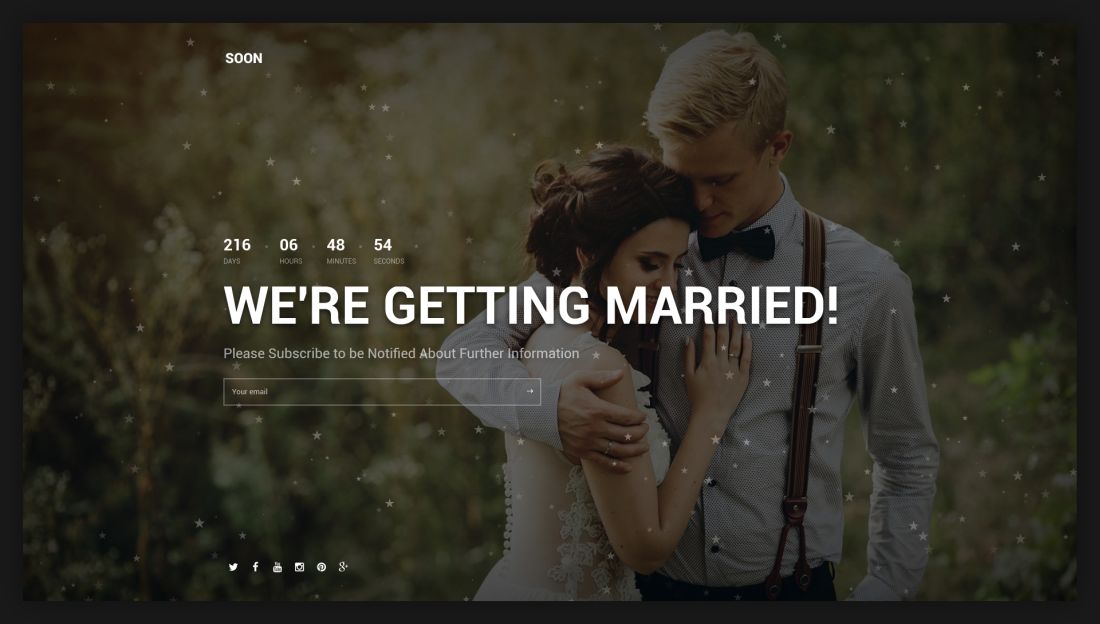 SOON
216 06 48 54
DAYS HOURS MINUTES SECONDS
WE'RE GETTING MARRIED!
Please Subscribe to be Notified About Further Information
Your email